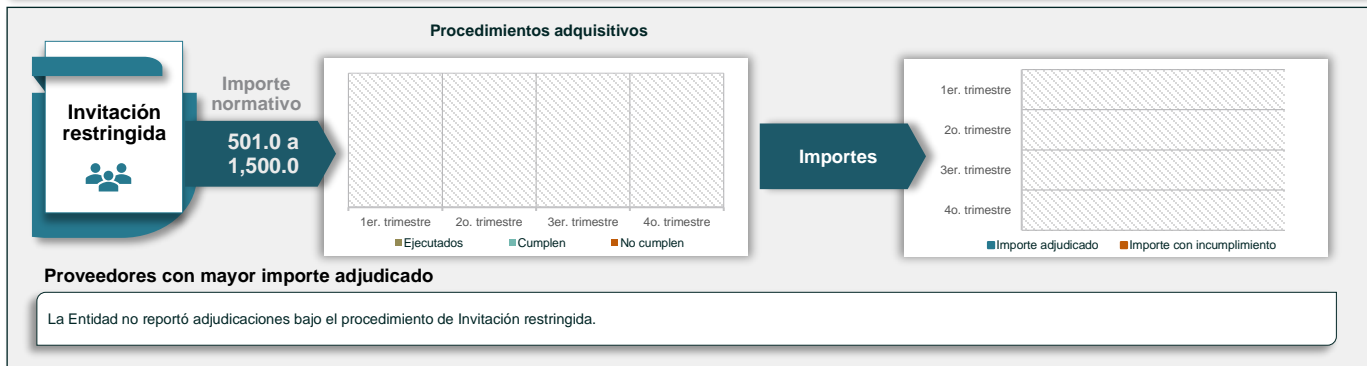 Procedimientos adquisitivos
Invitación
restringida
Importe
normativo
501.0 a
1,500.0
1er. trimestre 2o. trimestre 3er. trimestre 4o. trimestre
Ejecutados Cumplen No cumplen
Importes
1er. trimestre
2o. trimestre
3er. trimestre
4o. trimestre
Importe adjudicado Importe con incumplimiento
Proveedores con mayor importe adjudicado
La Entidad no reportó adjudicaciones bajo el procedimiento de Invitación restringida.